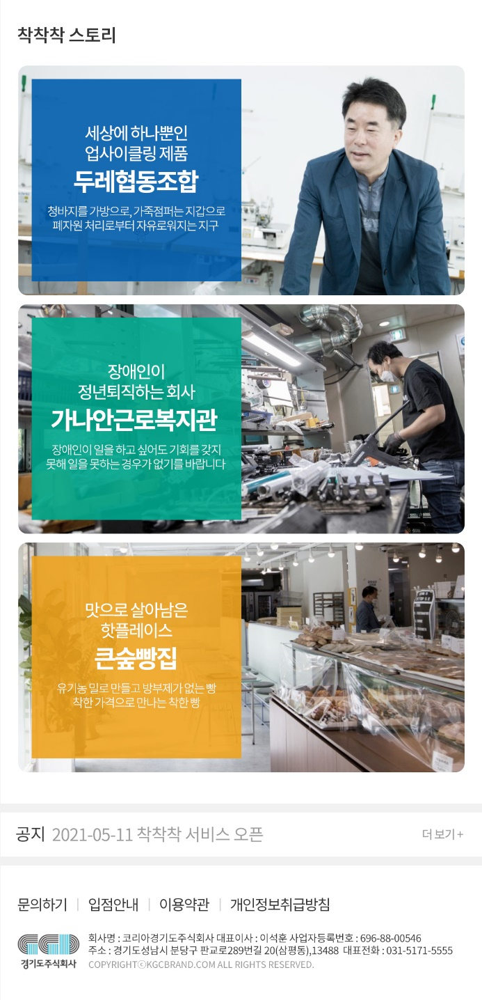 착착착 스토리
세상에 하나뿐인
업사이클링 제품
두레협동조합
청바지를 가방으로, 가죽점퍼는 지갑으로
폐자원 처리로부터 자유로워지는 지구
장애인이
정년퇴직하는 회사
가나안근로복지관
장애인이 일을 하고 싶어도 기회를 갖지
못해 일을 못하는 경우가 없기를 바랍니다
맛으로 살아남은
핫플레이스
큰숲빵집
유기농 밀로 만들고 방부제가 없는 빵
착한 가격으로 만나는 착한 빵
공지 2021-05-11 착착착 서비스 오픈 더 보기 +
문의하기 | 입점안내 | 이용약관 | 개인정보취급방침
회사명 : 코리아경기도주식회사 대표이사 : 이석훈 사업자등록번호 : 696-88-00546
주소 : 경기도성남시 분당구 판교로289번길 20(삼평동),13488 대표전화 : 031-5171-5555
경기도주식회사 COPYRIGHTⓒKGCBRAND.COM ALL RIGHTS RESERVED.